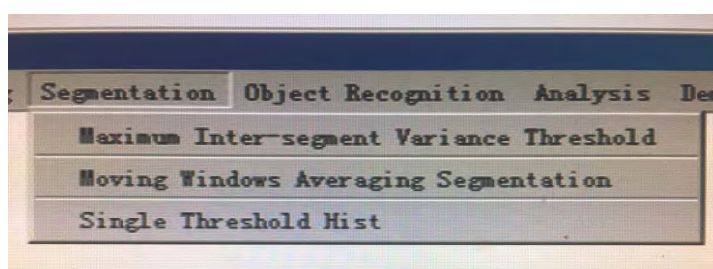 Segmentation Object Recognition Analysis
Maximum Inter-segment Variance Threshold
Moving Windows Averaging Segmentation
Single Threshold Hist